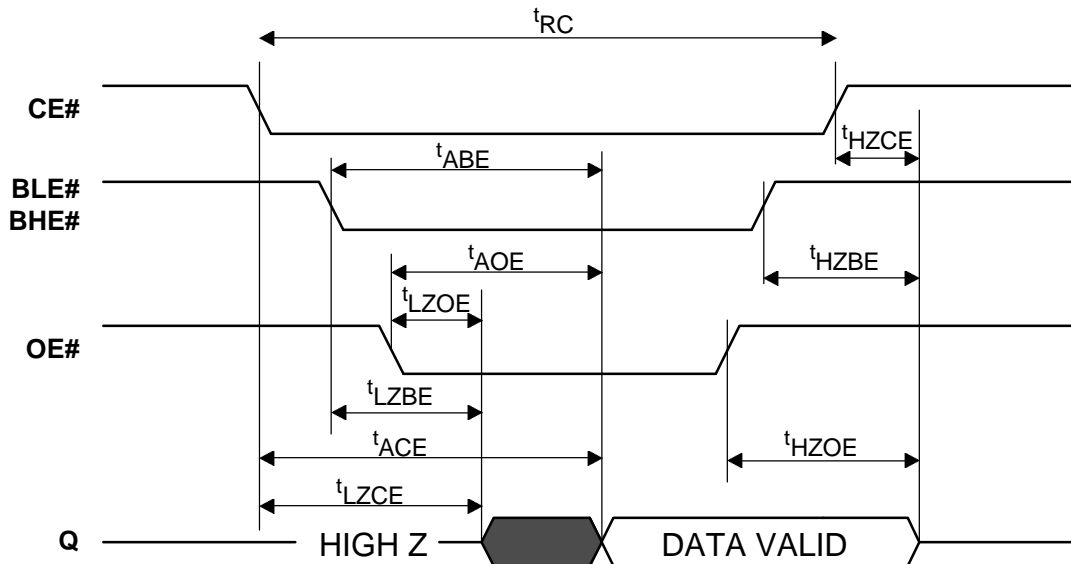 tRC
CE#
tHZCE
tABE
BLE#
BHE#
tAOE
tHZBE
tLZOE
OE#
tLZBE
tACE
tHZOE
tLZCE
Q
HIGH Z
DATA VALID